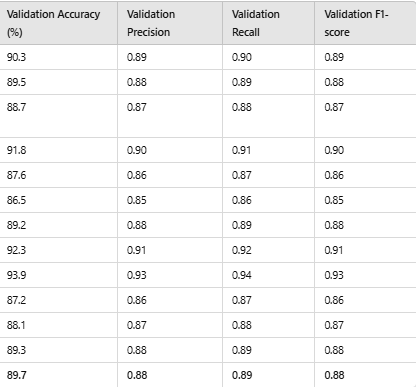 Validation Accuracy (%) Validation Precision Validation Recall Validation F1-score
90.3 0.89 0.90 0.89
89.5 0.88 0.89 0.88
88.7 0.87 0.88 0.87
91.8 0.90 0.91 0.90
87.6 0.86 0.87 0.86
86.5 0.85 0.86 0.85
89.2 0.88 0.89 0.88
92.3 0.91 0.92 0.91
93.9 0.93 0.94 0.93
87.2 0.86 0.87 0.86
88.1 0.87 0.88 0.87
89.3 0.88 0.89 0.88
89.7 0.88 0.89 0.88